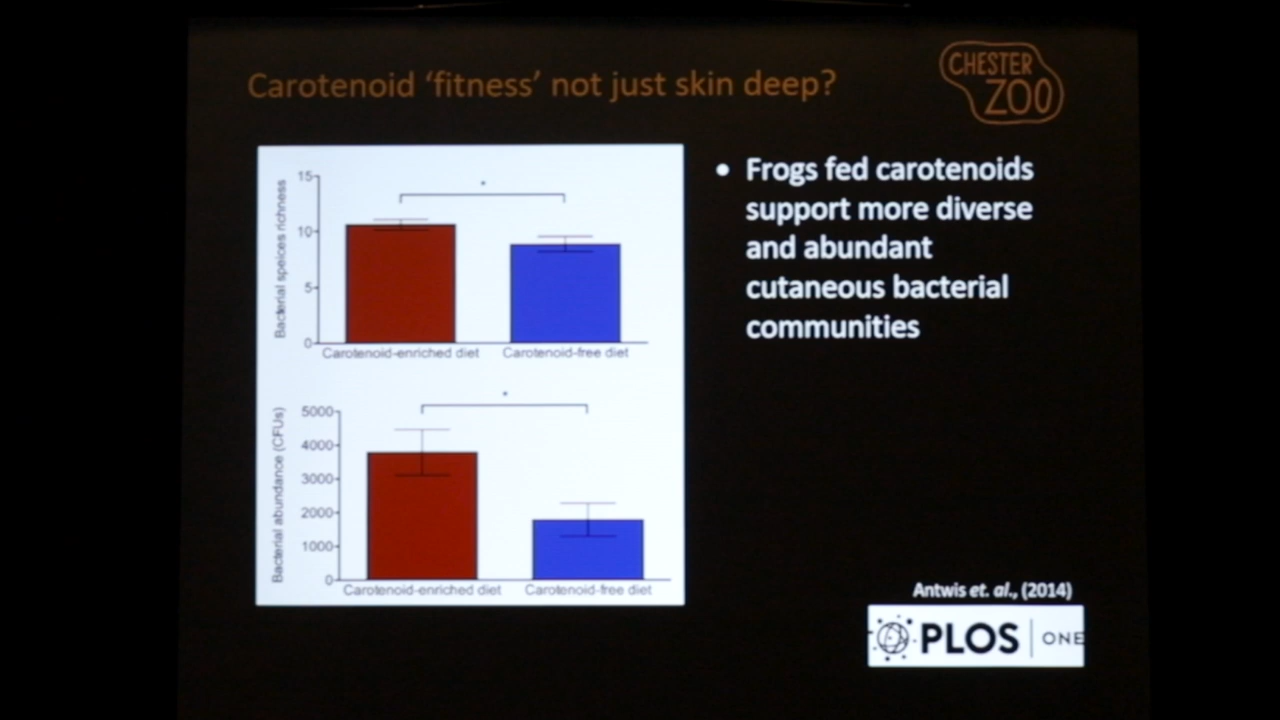 Carotenoid ‘fitness’ not just skin deep?
CHESTER
ZOO
15
*
10
5
0
Bacterial speices richness
Carotenoid-enriched diet
Carotenoid-free diet
5000
*
4000
3000
2000
1000
0
Bacterial abundance (CFUs)
Carotenoid-enriched diet
Carotenoid-free diet
• Frogs fed carotenoids
support more diverse
and abundant
cutaneous bacterial
communities
Antwis et. al., (2014)
PLOS | ONE